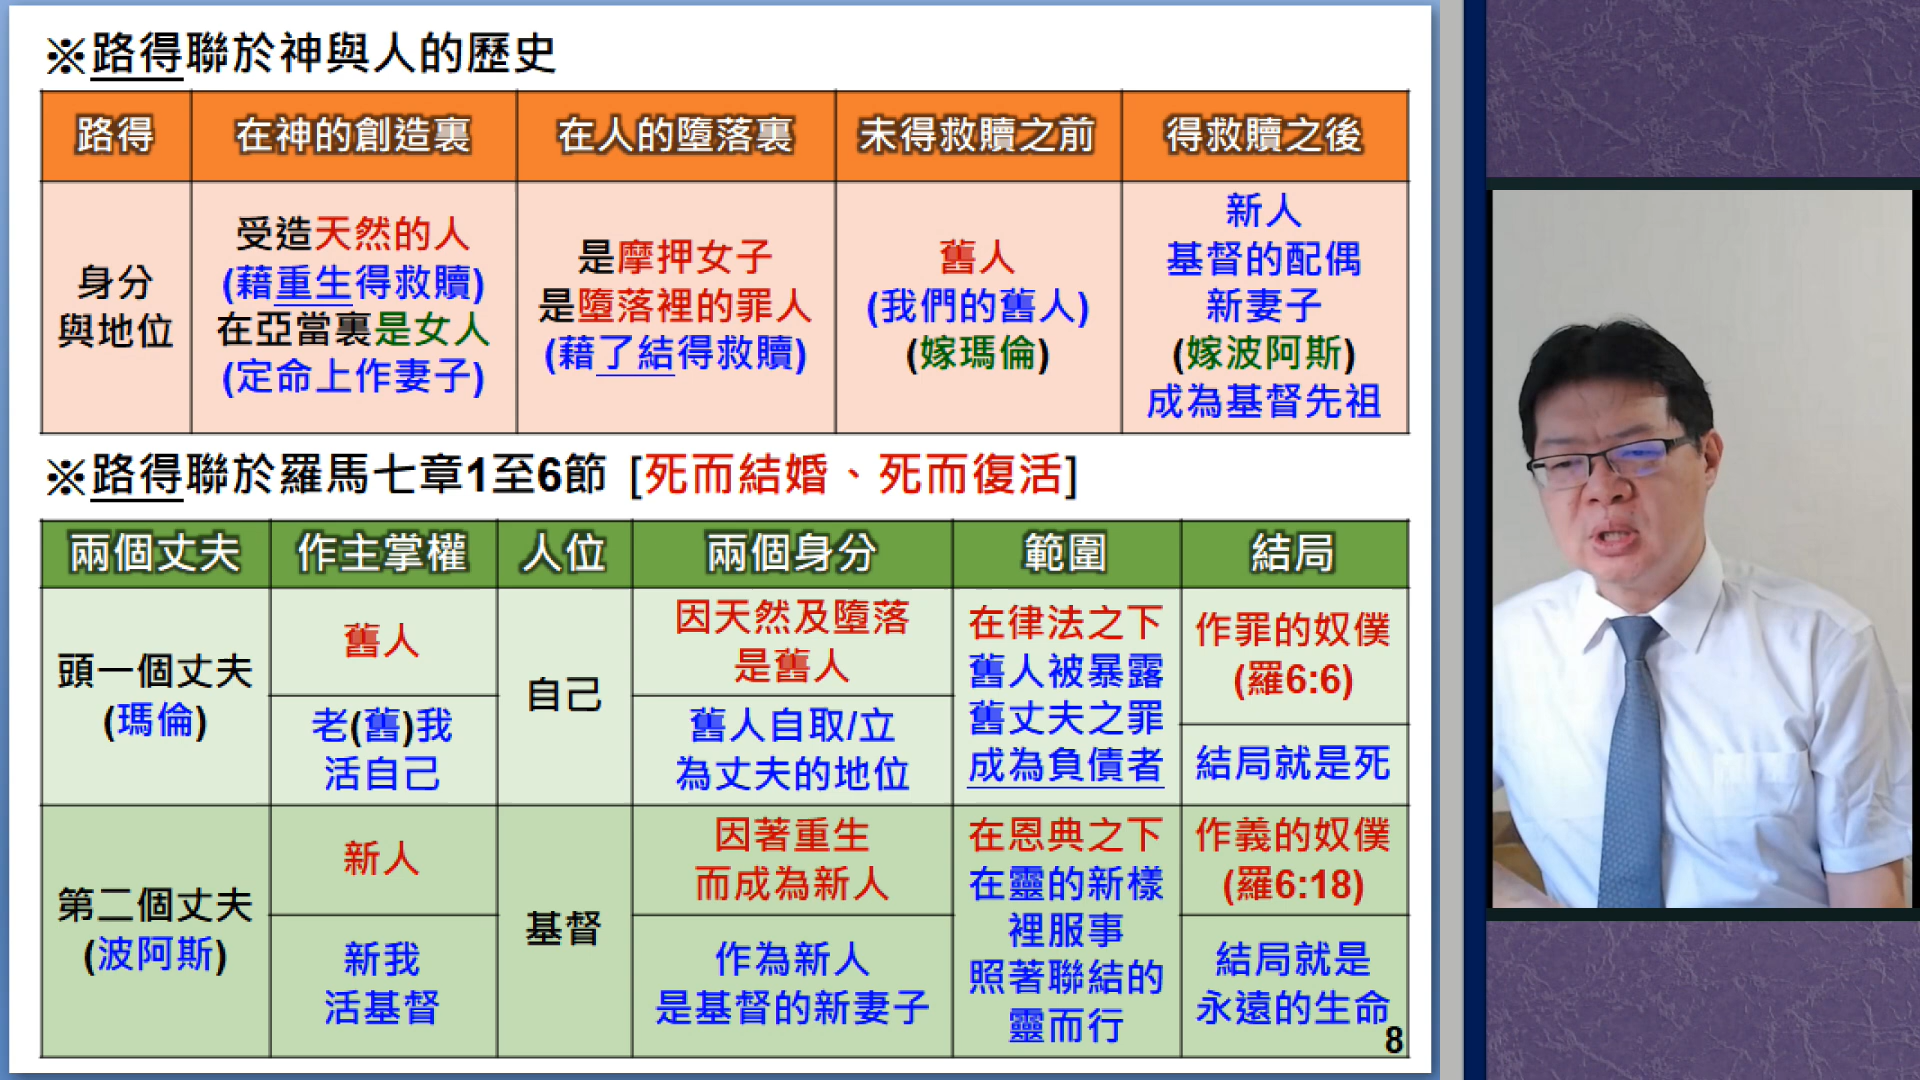 ※路得聯於神與人的歷史
路得
在神的創造裏
在人的墮落裏
未得救贖之前
得救贖之後
身分
與地位
受造天然的人
(藉重生得救贖)
在亞當裏是女人
(定命上作妻子)
是摩押女子
是墮落裡的罪人
(藉了結得救贖)
舊人
(我們的舊人)
(嫁瑪倫)
新人
基督的配偶
新妻子
(嫁波阿斯)
成為基督先祖
※路得聯於羅馬七章1至6節 [死而結婚、死而復活]
兩個丈夫
作主掌權
人位
兩個身分
範圍
結局
頭一個丈夫
(瑪倫)
舊人
老(舊)我
活自己
自己
因天然及墮落
是舊人
舊人自取/立
為丈夫的地位
在律法之下
舊人被暴露
舊丈夫之罪
成為負債者
作罪的奴僕
(羅6:6)
結局就是死
第二個丈夫
(波阿斯)
新人
新我
活基督
基督
因著重生
而成為新人
作為新人
是基督的新妻子
在恩典之下
在靈的新樣
裡服事
照著聯結的
靈而行
作義的奴僕
(羅6:18)
結局就是
永遠的生命
8